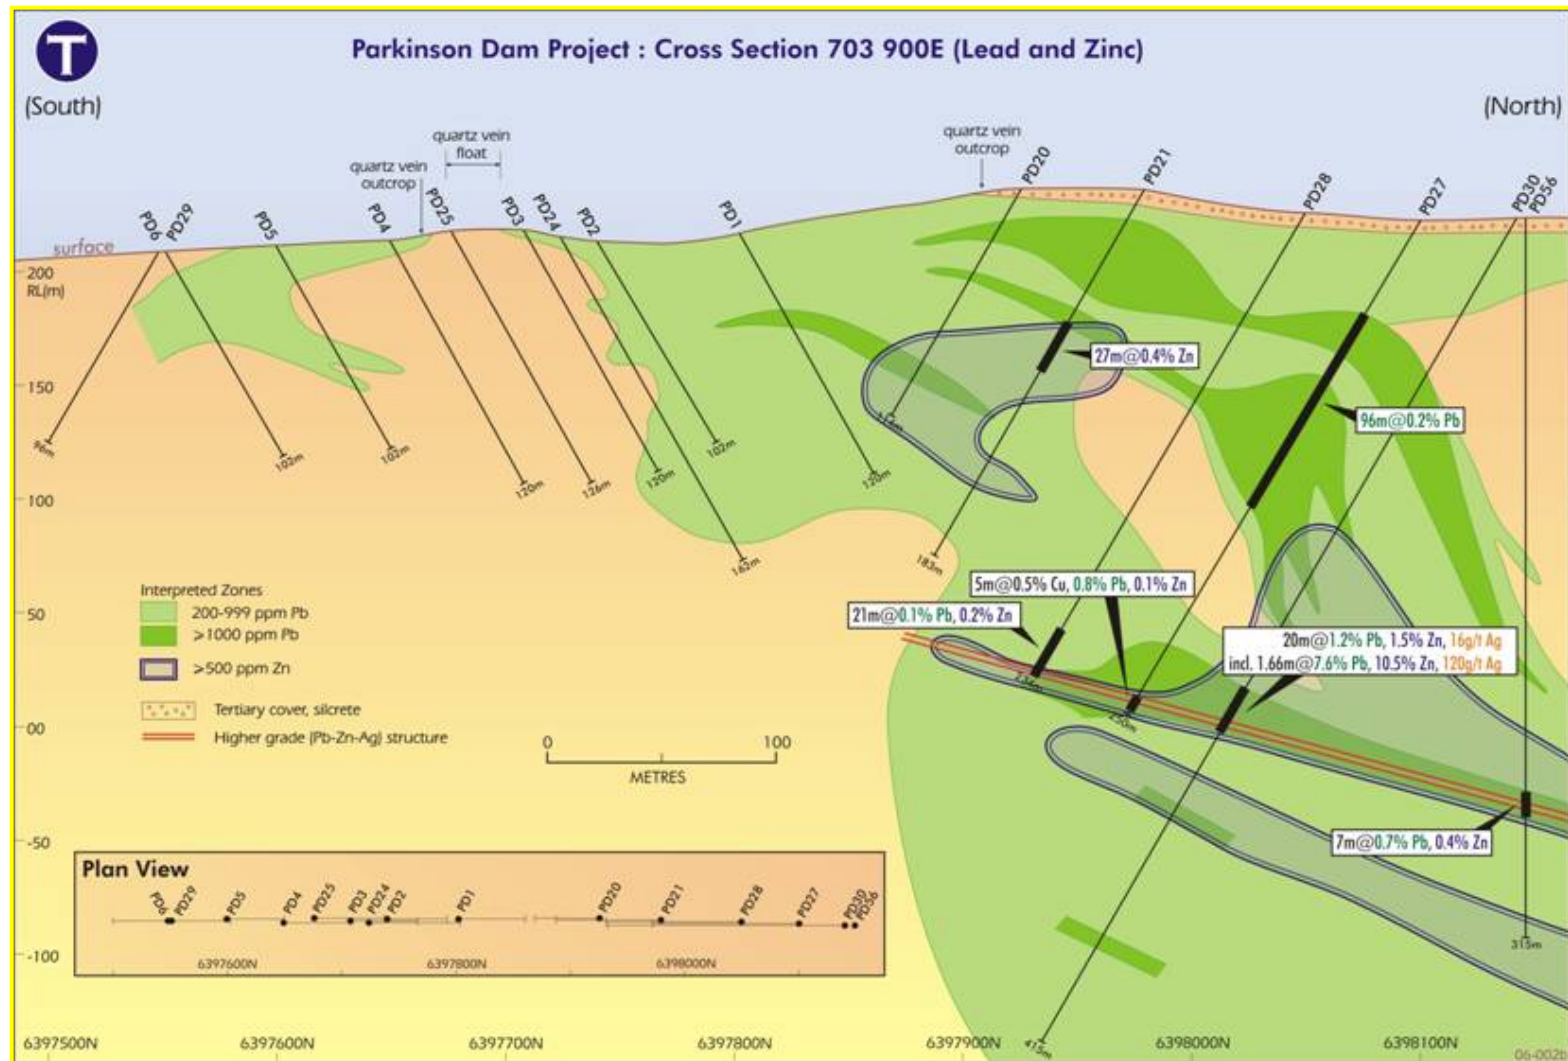 T
Parkinson Dam Project : Cross Section 703 900E (Lead and Zinc)
(South)
(North)
quartz vein
float
quartz vein
outcrop
quartz vein
outcrop
surface
PD6
PD29
PD5
PD4
PD25
PD3
PD24
PD2
PD1
PD20
PD21
PD28
PD27
PD30
PD56
200
RL(m)
150
100
50
00
-50
-100
96m
102m
102m
120m
126m
120m
162m
102m
120m
183m
250m
415m
315m
27m@0.4% Zn
96m@0.2% Pb
5m@0.5% Cu, 0.8% Pb, 0.1% Zn
21m@0.1% Pb, 0.2% Zn
20m@1.2% Pb, 1.5% Zn, 16g/t Ag
incl. 1.66m@7.6% Pb, 10.5% Zn, 120g/t Ag
7m@0.7% Pb, 0.4% Zn
Interpreted Zones
200-999 ppm Pb
>1000 ppm Pb
>500 ppm Zn
Tertiary cover, silcrete
Higher grade (Pb-Zn-Ag) structure
0 100
METRES
Plan View
PD6
PD29
PD5
PD4
PD25
PD3
PD24
PD2
PD1
PD20
PD21
PD28
PD27
PD30
PD56
6397600N 6397800N 6398000N
6397500N 6397600N 6397700N 6397800N 6397900N 6398000N 6398100N